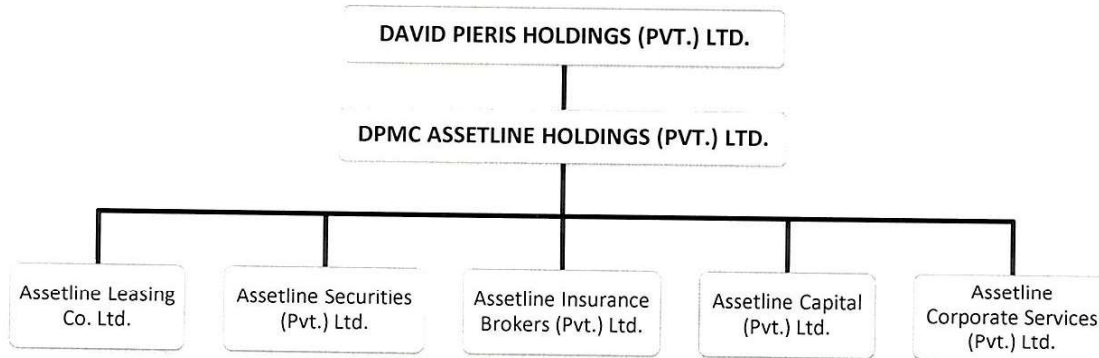 DAVID PIERIS HOLDINGS (PVT.) LTD.
DPMC ASSETLINE HOLDINGS (PVT.) LTD.
Assetline Leasing
Co. Ltd.
Assetline Securities
(Pvt.) Ltd.
Assetline Insurance
Brokers (Pvt.) Ltd.
Assetline Capital
(Pvt.) Ltd.
Assetline
Corporate Services
(Pvt.) Ltd.